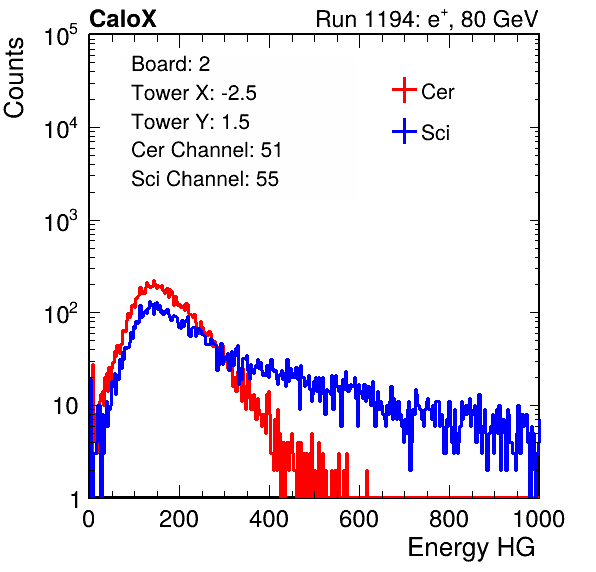 CaloX Run 1194: e⁺, 80 GeV
Counts
10⁵
10⁴
10³
10²
10
1
Board: 2
Tower X: -2.5
Tower Y: 1.5
Cer Channel: 51
Sci Channel: 55
Cer
Sci
0 200 400 600 800 1000
Energy HG